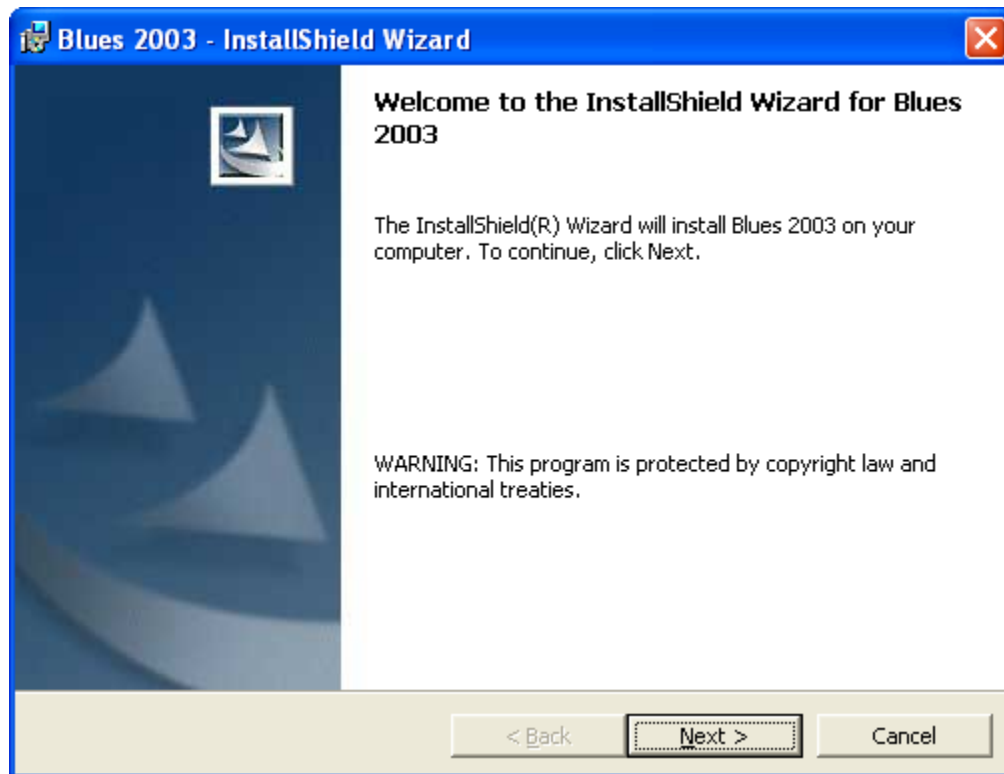 Blues 2003 - InstallShield Wizard
Welcome to the InstallShield Wizard for Blues
2003
The InstallShield(R) Wizard will install Blues 2003 on your
computer. To continue, click Next.
WARNING: This program is protected by copyright law and
international treaties.
< Back Next > Cancel